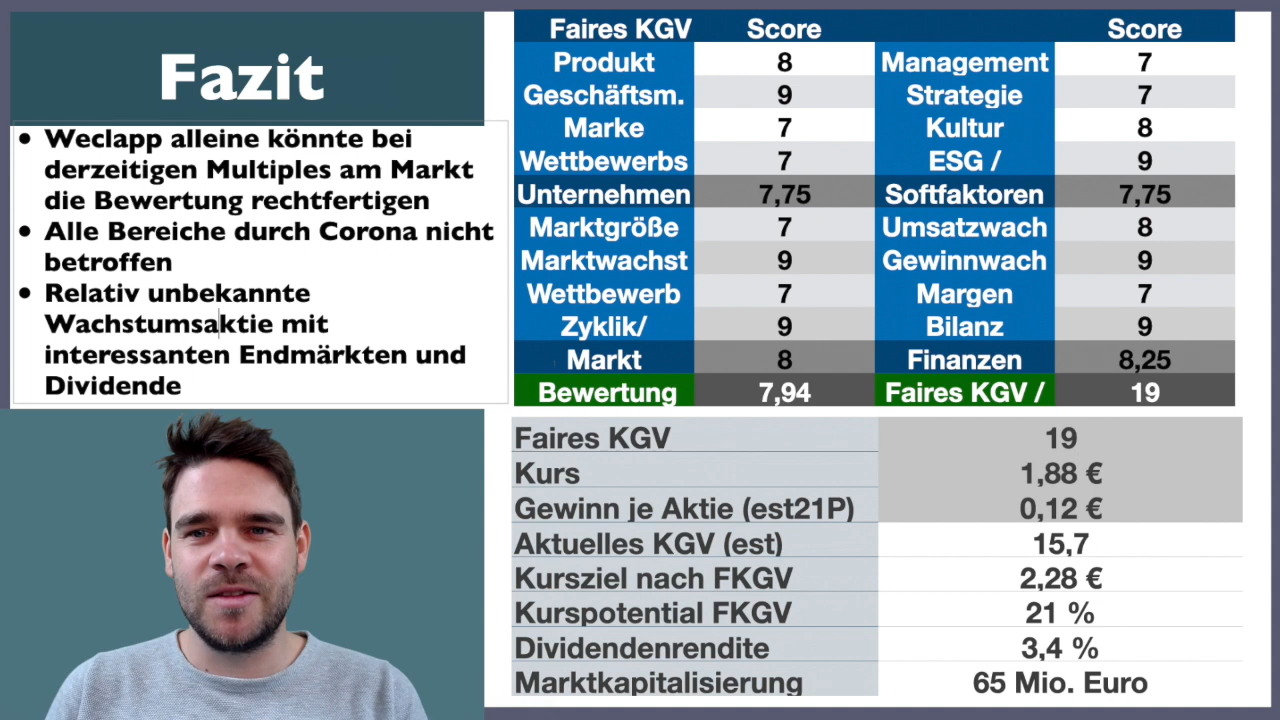 Fazit
• Weclapp alleine könnte bei
derzeitigen Multiples am Markt
die Bewertung rechtfertigen
• Alle Bereiche durch Corona nicht
betroffen
• Relativ unbekannte
Wachstumsaktie mit
interessanten Endmärkten und
Dividende
Faires KGV Score Score
Produkt 8 Management 7
Geschäftsm. 9 Strategie 7
Marke 7 Kultur 8
Wettbewerbs 7 ESG / 9
Unternehmen 7,75 Softfaktoren 7,75
Marktgröße 7 Umsatzwach 8
Marktwachst 9 Gewinnwach 9
Wettbewerb 7 Margen 7
Zyklik/ 9 Bilanz 9
Markt 8 Finanzen 8,25
Bewertung 7,94 Faires KGV / 19
Faires KGV 19
Kurs 1,88 €
Gewinn je Aktie (est21P) 0,12 €
Aktuelles KGV (est) 15,7
Kursziel nach FKGV 2,28 €
Kurspotential FKGV 21 %
Dividendenrendite 3,4 %
Marktkapitalisierung 65 Mio. Euro